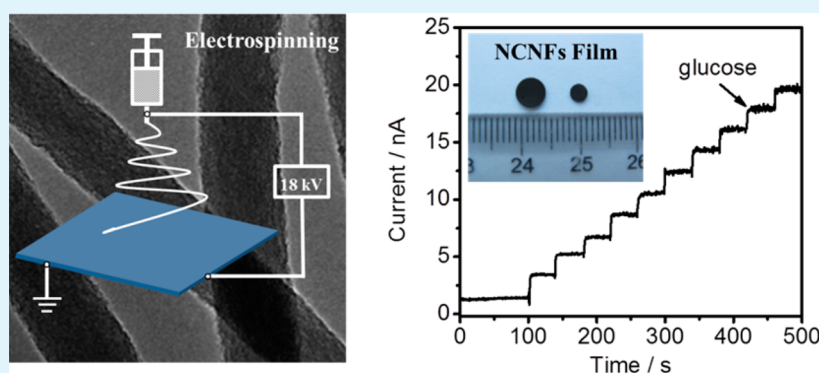 Electrospinning
18 kV
Current / nA
25
20
15
10
5
0
NCNFs Film
glucose
3 24 25 26
0 100 200 300 400 500
Time / s